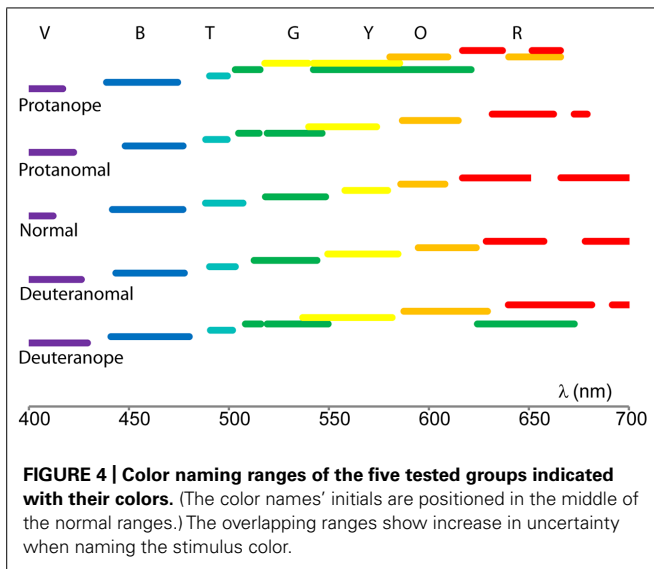 V B T G Y O R
Protanope
Protanomal
Normal
Deuteranomal
Deuteranope
λ (nm)
400 450 500 550 600 650 700
FIGURE 4 | Color naming ranges of the five tested groups indicated
with their colors. (The color names' initials are positioned in the middle of
the normal ranges.) The overlapping ranges show increase in uncertainty
when naming the stimulus color.